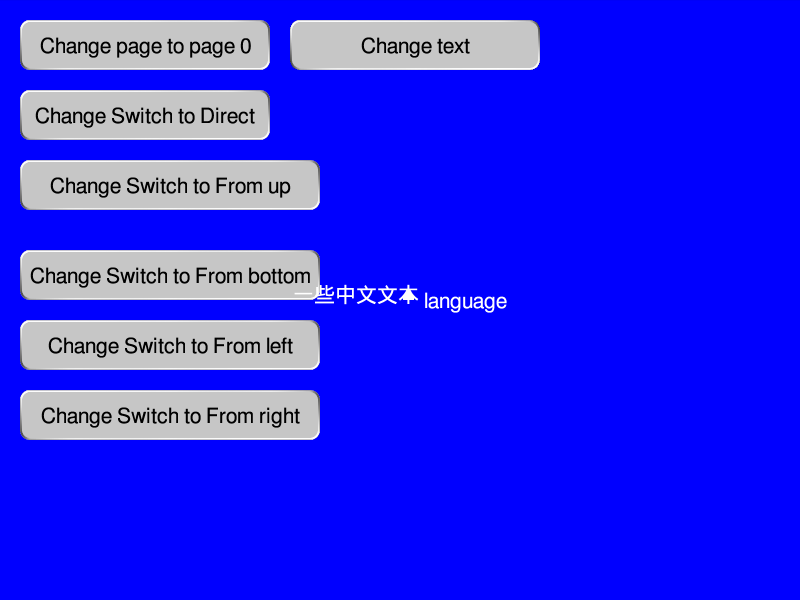 Change page to page 0
Change text
Change Switch to Direct
Change Switch to From up
Change Switch to From bottom
一些中文文本 language
Change Switch to From left
Change Switch to From right